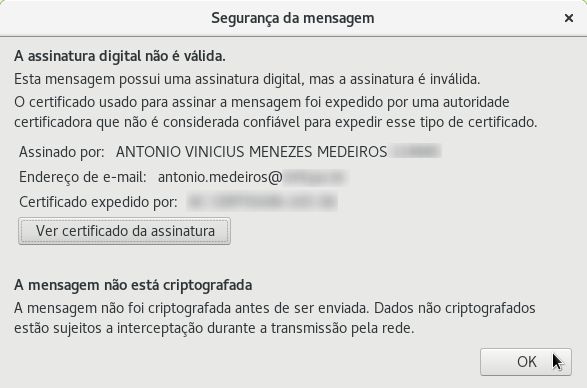 Segurança da mensagem
A assinatura digital não é válida.
Esta mensagem possui uma assinatura digital, mas a assinatura é inválida.
O certificado usado para assinar a mensagem foi expedido por uma autoridade
certificadora que não é considerada confiável para expedir esse tipo de certificado.
Assinado por: ANTONIO VINICIUS MENEZES MEDEIROS
Endereço de e-mail: antonio.medeiros@
Certificado expedido por:
Ver certificado da assinatura
A mensagem não está criptografada
A mensagem não foi criptografada antes de ser enviada. Dados não criptografados
estão sujeitos a interceptação durante a transmissão pela rede.
OK